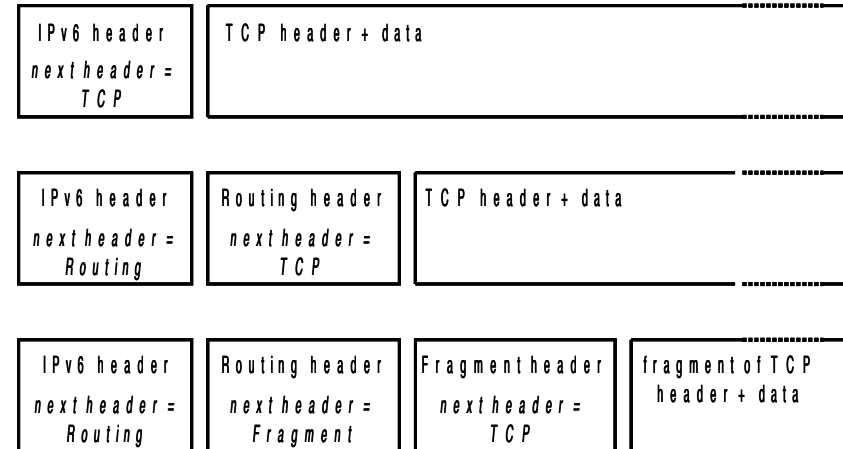 IPv6 header
next header =
TCP
TCP header + data
IPv6 header
next header =
Routing
Routing header
next header =
TCP
TCP header + data
IPv6 header
next header =
Routing
Routing header
next header =
Fragment
Fragment header
next header =
TCP
fragment of TCP
header + data